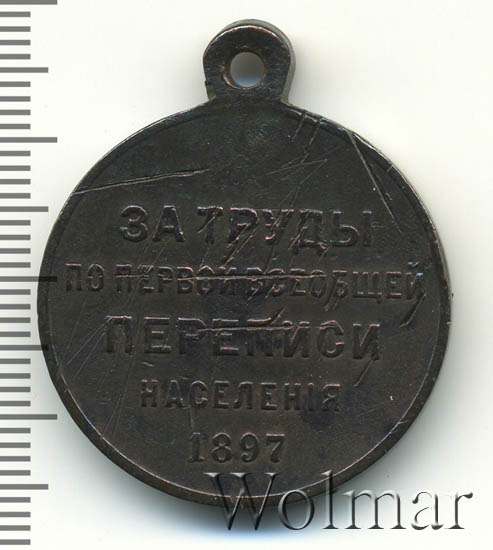 ЗА ТРУДЫ
ПО ПЕРВОЙ ВСЕОБЩЕЙ
ПЕРЕПИСИ
НАСЕЛЕНІЯ
1897
Wolmar